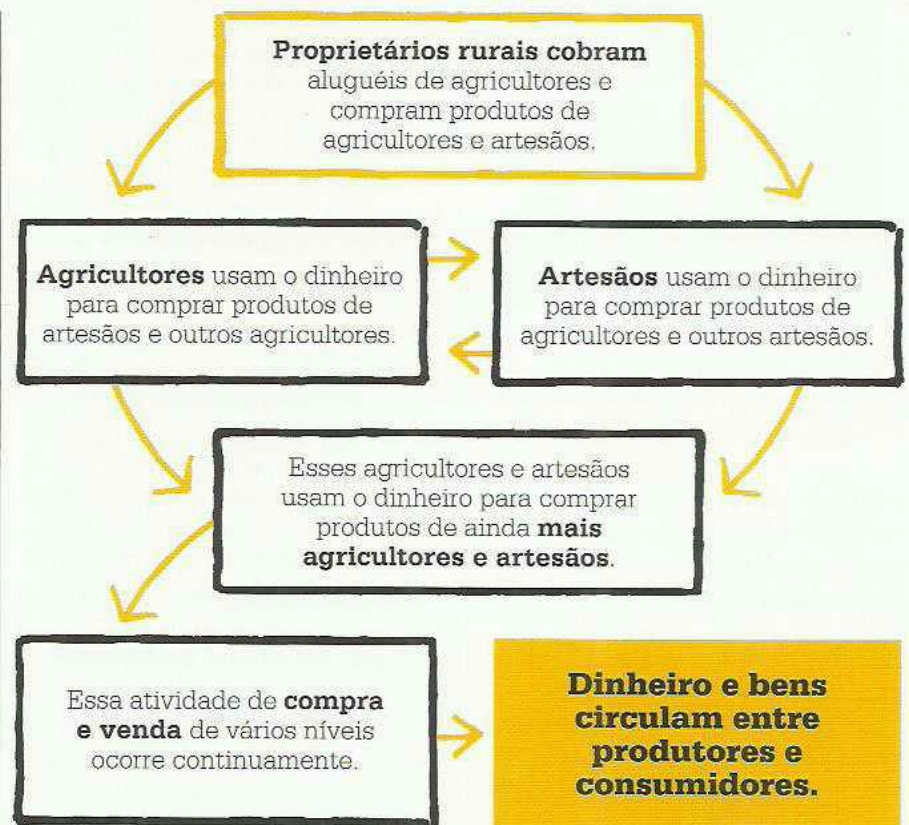 Proprietários rurais cobram
aluguéis de agricultores e
compram produtos de
agricultores e artesãos.
Agricultores usam o dinheiro
para comprar produtos de
artesãos e outros agricultores.
Artesãos usam o dinheiro
para comprar produtos de
agricultores e outros artesãos.
Esses agricultores e artesãos
usam o dinheiro para comprar
produtos de ainda mais
agricultores e artesãos.
Essa atividade de compra
e venda de vários níveis
ocorre continuamente.
Dinheiro e bens
circulam entre
produtores e
consumidores.